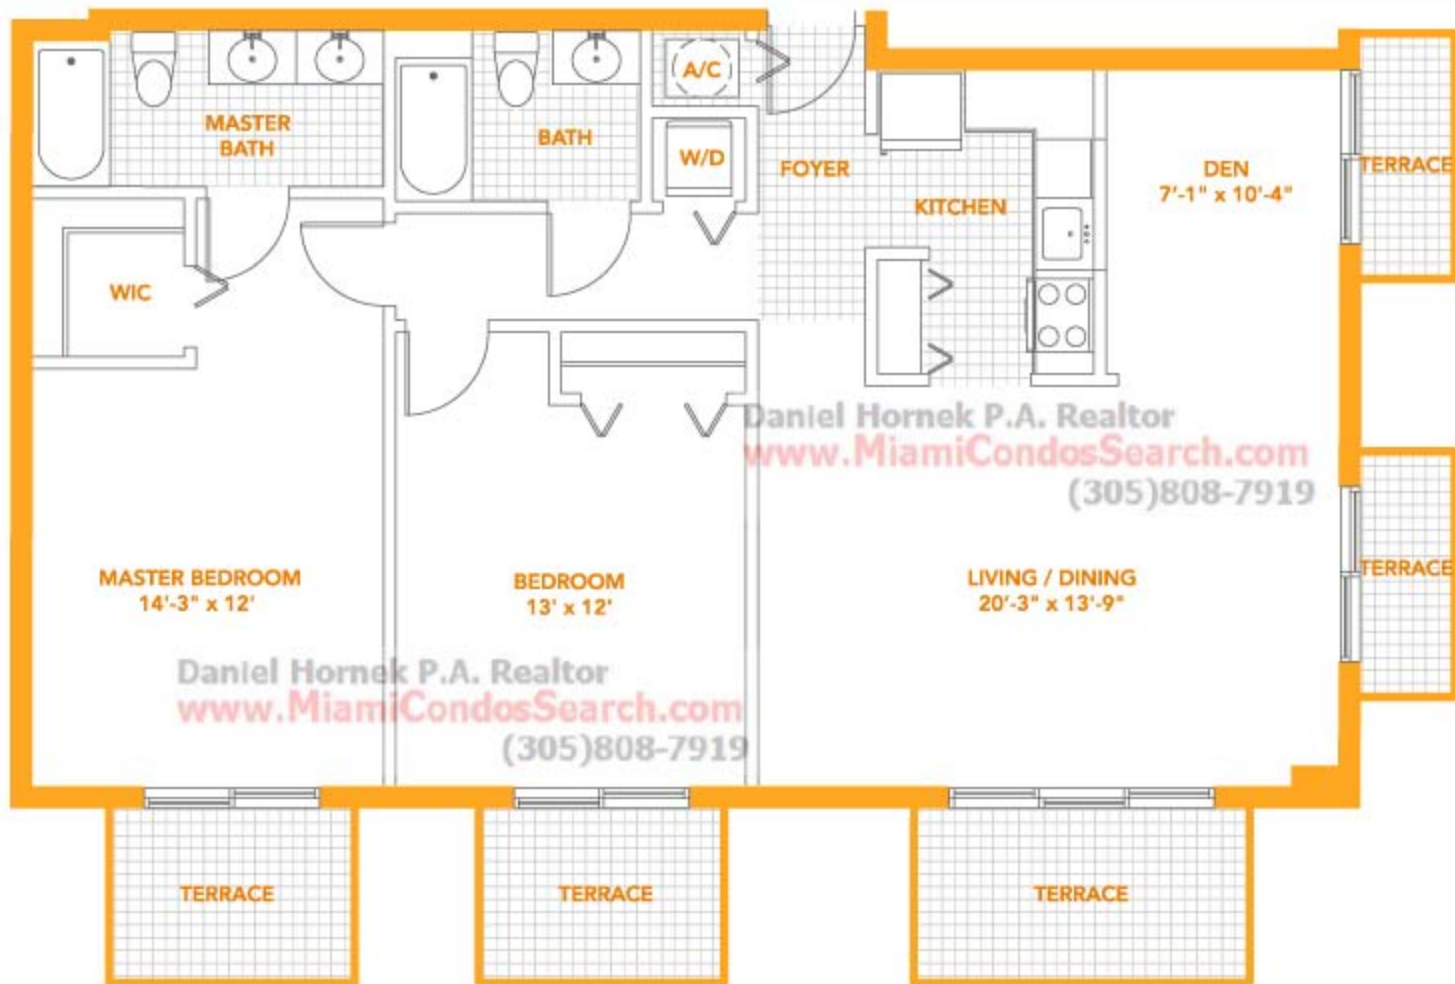 MASTER
BATH
BATH
A/C
W/D
FOYER
KITCHEN
DEN
7'-1" x 10'-4"
TERRACE
WIC
Daniel Hornek P.A. Realtor
www.MiamiCondosSearch.com
(305)808-7919
MASTER BEDROOM
14'-3" x 12'
BEDROOM
13' x 12'
LIVING / DINING
20'-3" x 13'-9"
TERRACE
Daniel Hornek P.A. Realtor
www.MiamiCondosSearch.com
(305)808-7919
TERRACE
TERRACE
TERRACE